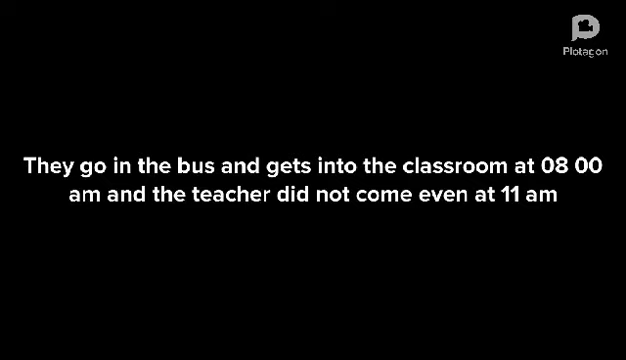 Plotagon
They go in the bus and gets into the classroom at 08 00
am and the teacher did not come even at 11 am